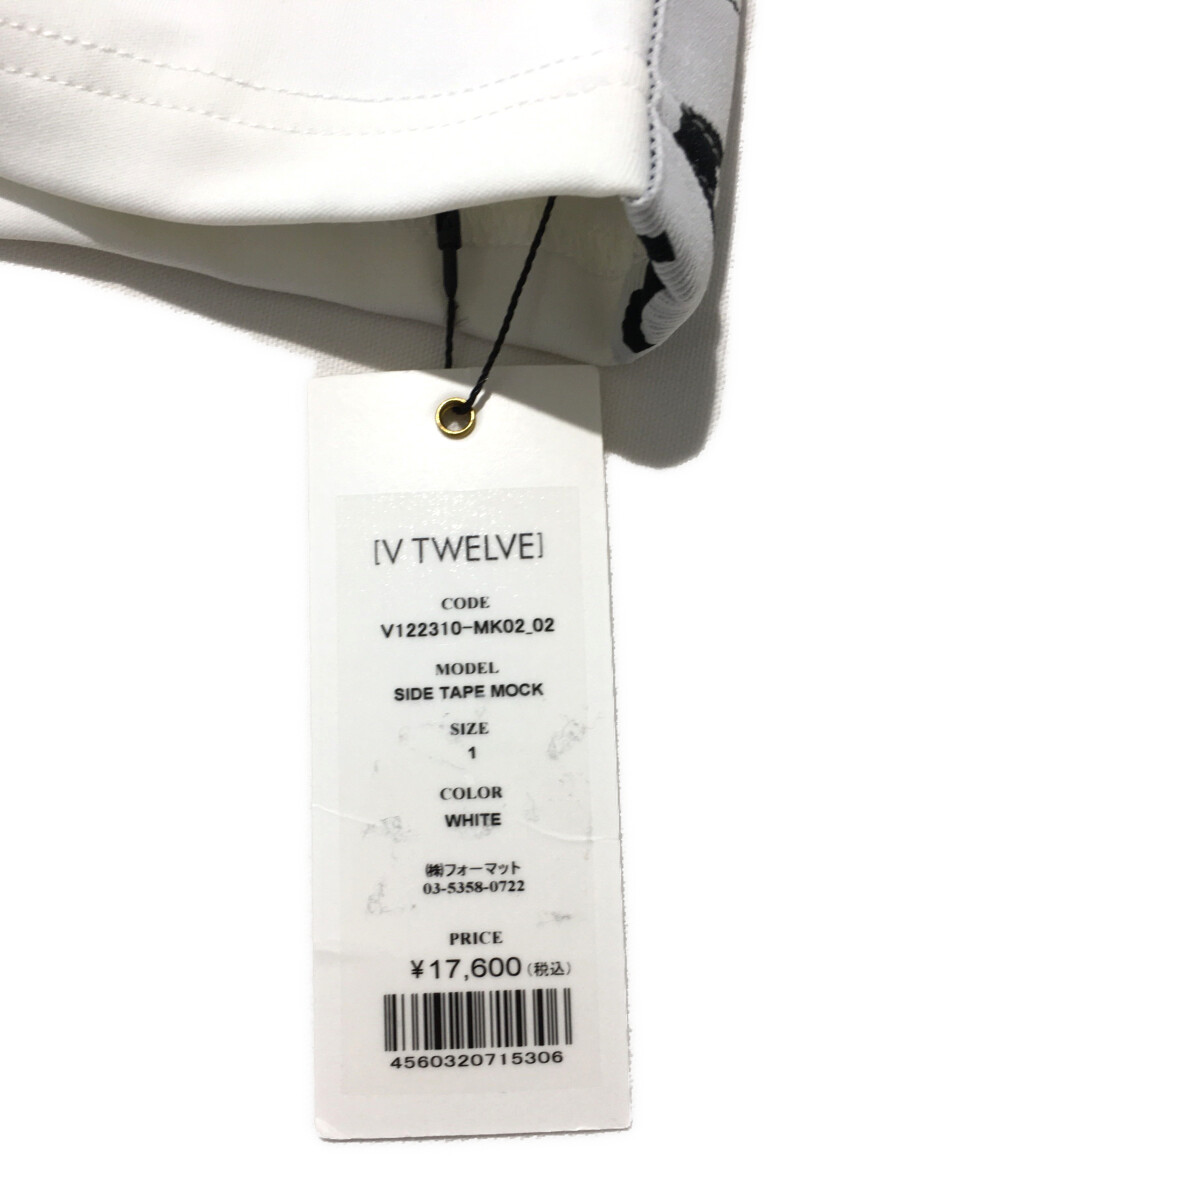 [V TWELVE]
CODE
V122310-MK02_02
MODEL
SIDE TAPE MOCK
SIZE
1
COLOR
WHITE
㈱フォーマット
03-5358-0722
PRICE
¥17,600(税込)
4560320715306